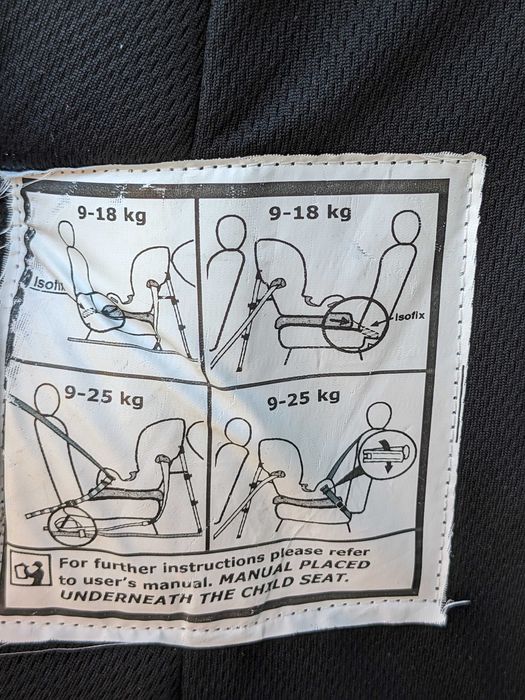 9-18 kg
9-18 kg
Isofix
Isofix
9-25 kg
9-25 kg
For further instructions please refer
to user's manual. MANUAL PLACED
UNDERNEATH THE CHILD SEAT.